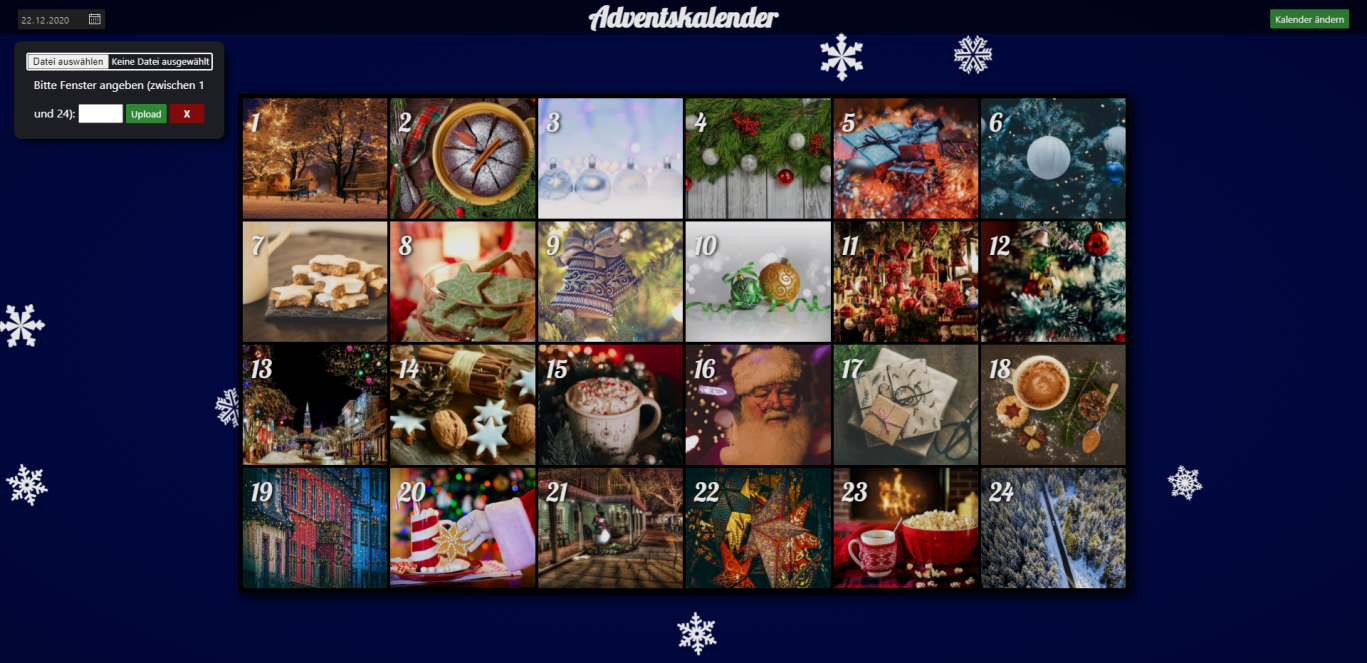 22.12.2020
Adventskalender
Kalender ändern
Datei auswählen Keine Datei ausgewählt
Bitte Fenster angeben (zwischen 1
und 24): Upload X
1 2 3 4 5 6
7 8 9 10 11 12
13 14 15 16 17 18
19 20 21 22 23 24